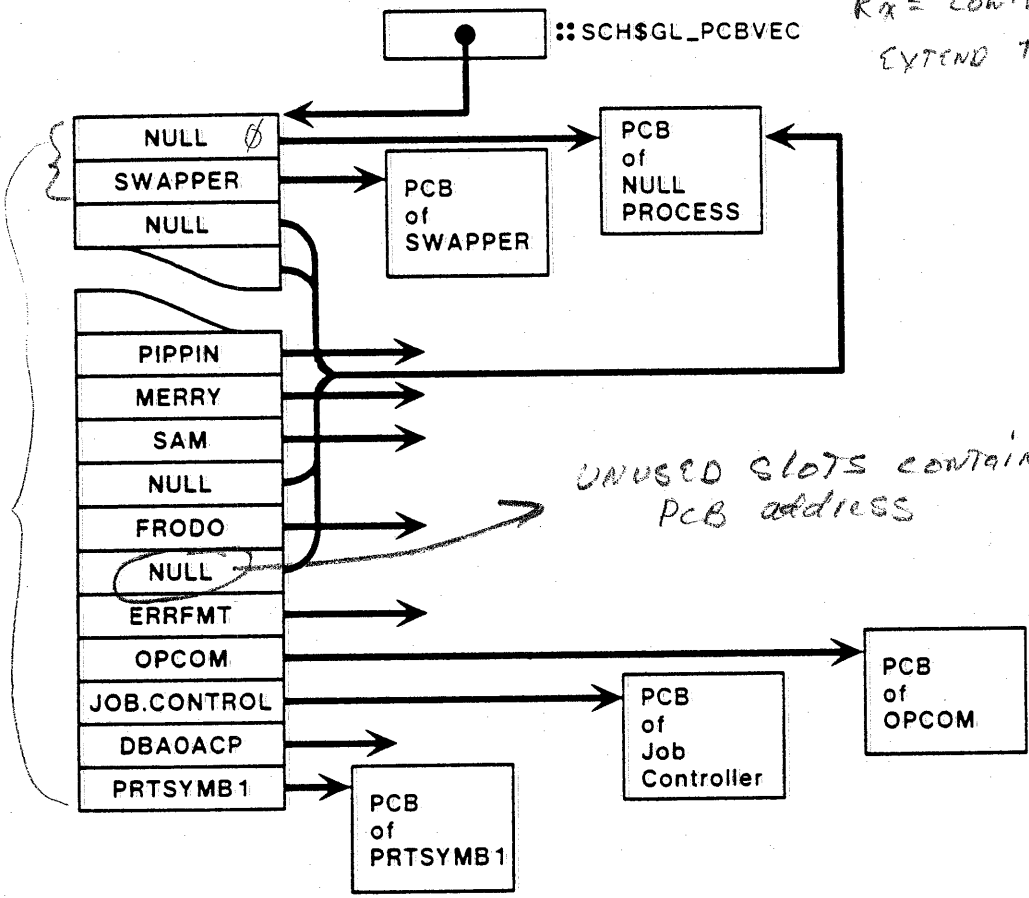 :: SCH$GL_PCBVEC
EXTEND
NULL 0
SWAPPER
NULL
PCB
of
SWAPPER
PCB
of
NULL
PROCESS
PIPPIN
MERRY
SAM
NULL
FRODO
NULL
ERRFMT
OPCOM
JOB.CONTROL
DBA0ACP
PRTSYMB1
UNUSED SLOTS CONTAIN
PCB address
PCB
of
OPCOM
PCB
of
Job
Controller
PCB
of
PRTSYMB1